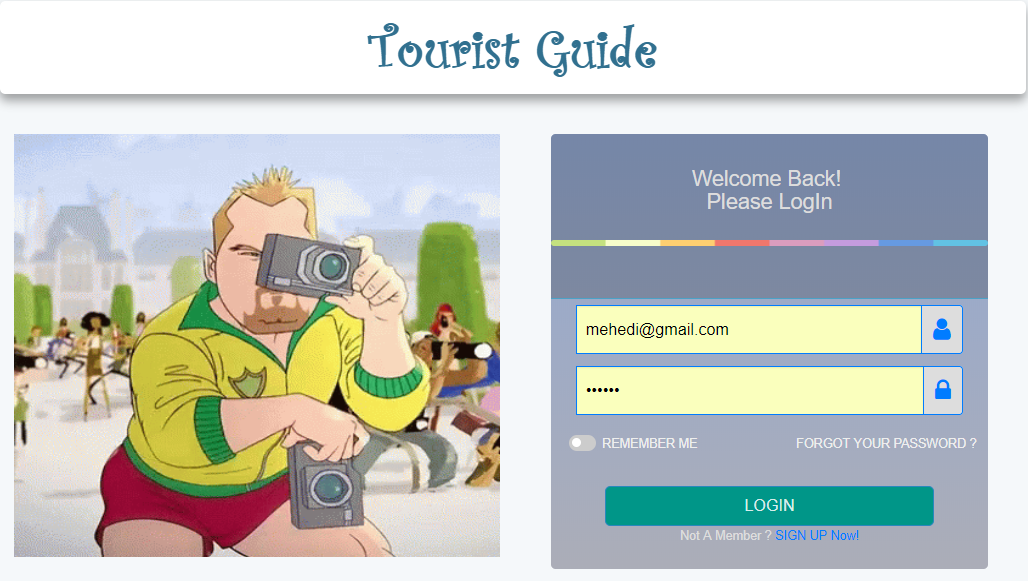 Tourist Guide
Welcome Back!
Please LogIn
mehedi@gmail.com
••••••
REMEMBER ME
FORGOT YOUR PASSWORD ?
LOGIN
Not A Member ? SIGN UP Now!